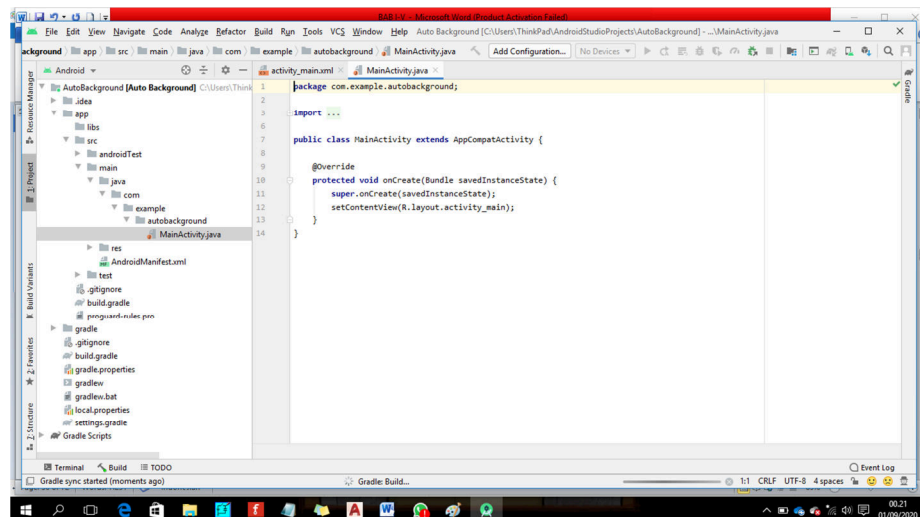 BAB I-V - Microsoft Word (Product Activation Failed)
File Edit View Navigate Code Analyze Refactor Build Run Tools VCS Window Help Auto Background [C:\Users\ThinkPad\AndroidStudioProjects\AutoBackground] - ...\MainActivity.java
ackground app src main java com example autobackground MainActivity.java Add Configuration... No Devices
Android
activity_main.xml MainActivity.java
Resource Manager
1: Project
Build Variants
2: Favorites
Z: Structure
Gradle
AutoBackground [Auto Background] C:\Users\Think
.idea
app
libs
src
androidTest
main
java
com
example
autobackground
MainActivity.java
res
AndroidManifest.xml
test
.gitignore
build.gradle
proguard-rules.pro
gradle
.gitignore
build.gradle
gradle.properties
gradlew
gradlew.bat
local.properties
settings.gradle
Gradle Scripts
1 package com.example.autobackground;
2
3 import ...
6
7 public class MainActivity extends AppCompatActivity {
8
9 @Override
10 protected void onCreate(Bundle savedInstanceState) {
11 super.onCreate(savedInstanceState);
12 setContentView(R.layout.activity_main);
13 }
14 }
Terminal Build TODO Event Log
Gradle sync started (moments ago) Gradle: Build... 1:1 CRLF UTF-8 4 spaces
00.21
01/09/2020